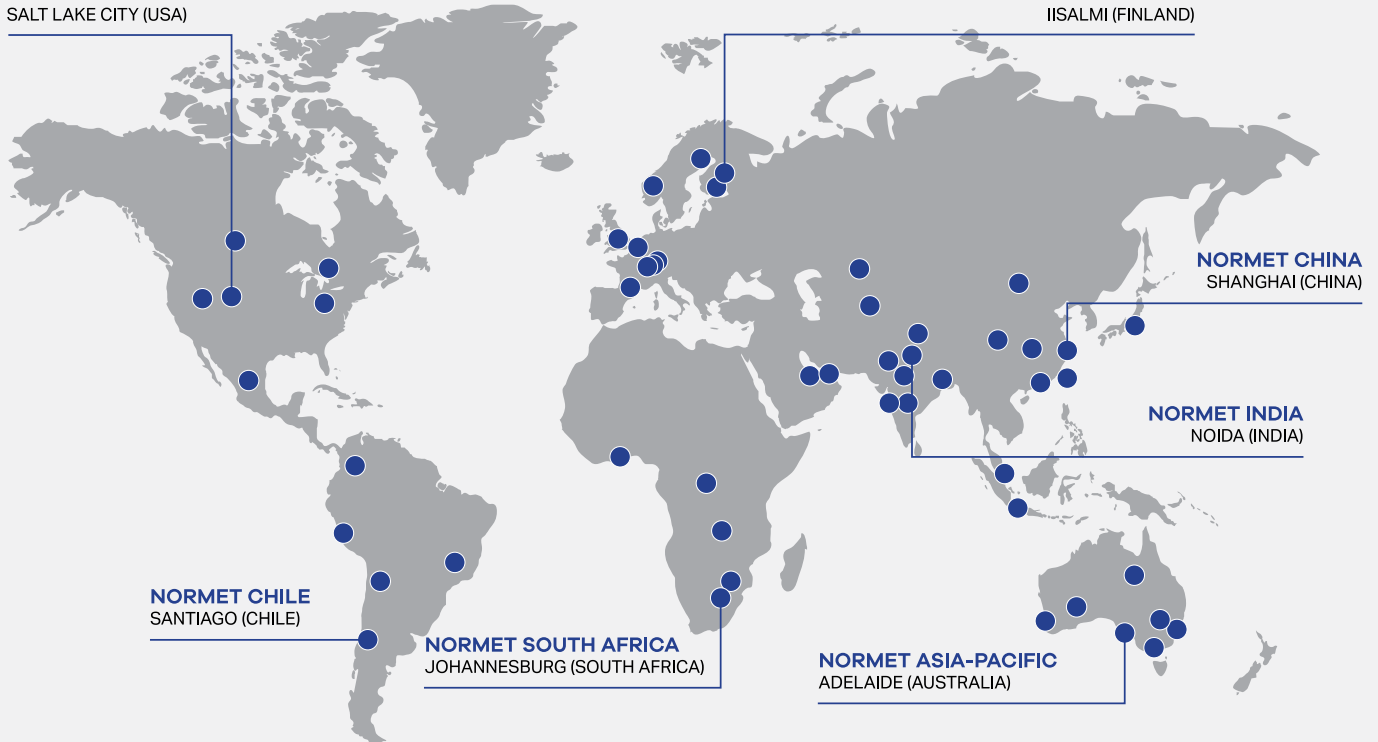 SALT LAKE CITY (USA)
IISALMI (FINLAND)
NORMET CHINA
SHANGHAI (CHINA)
NORMET INDIA
NOIDA (INDIA)
NORMET CHILE
SANTIAGO (CHILE)
NORMET SOUTH AFRICA
JOHANNESBURG (SOUTH AFRICA)
NORMET ASIA-PACIFIC
ADELAIDE (AUSTRALIA)